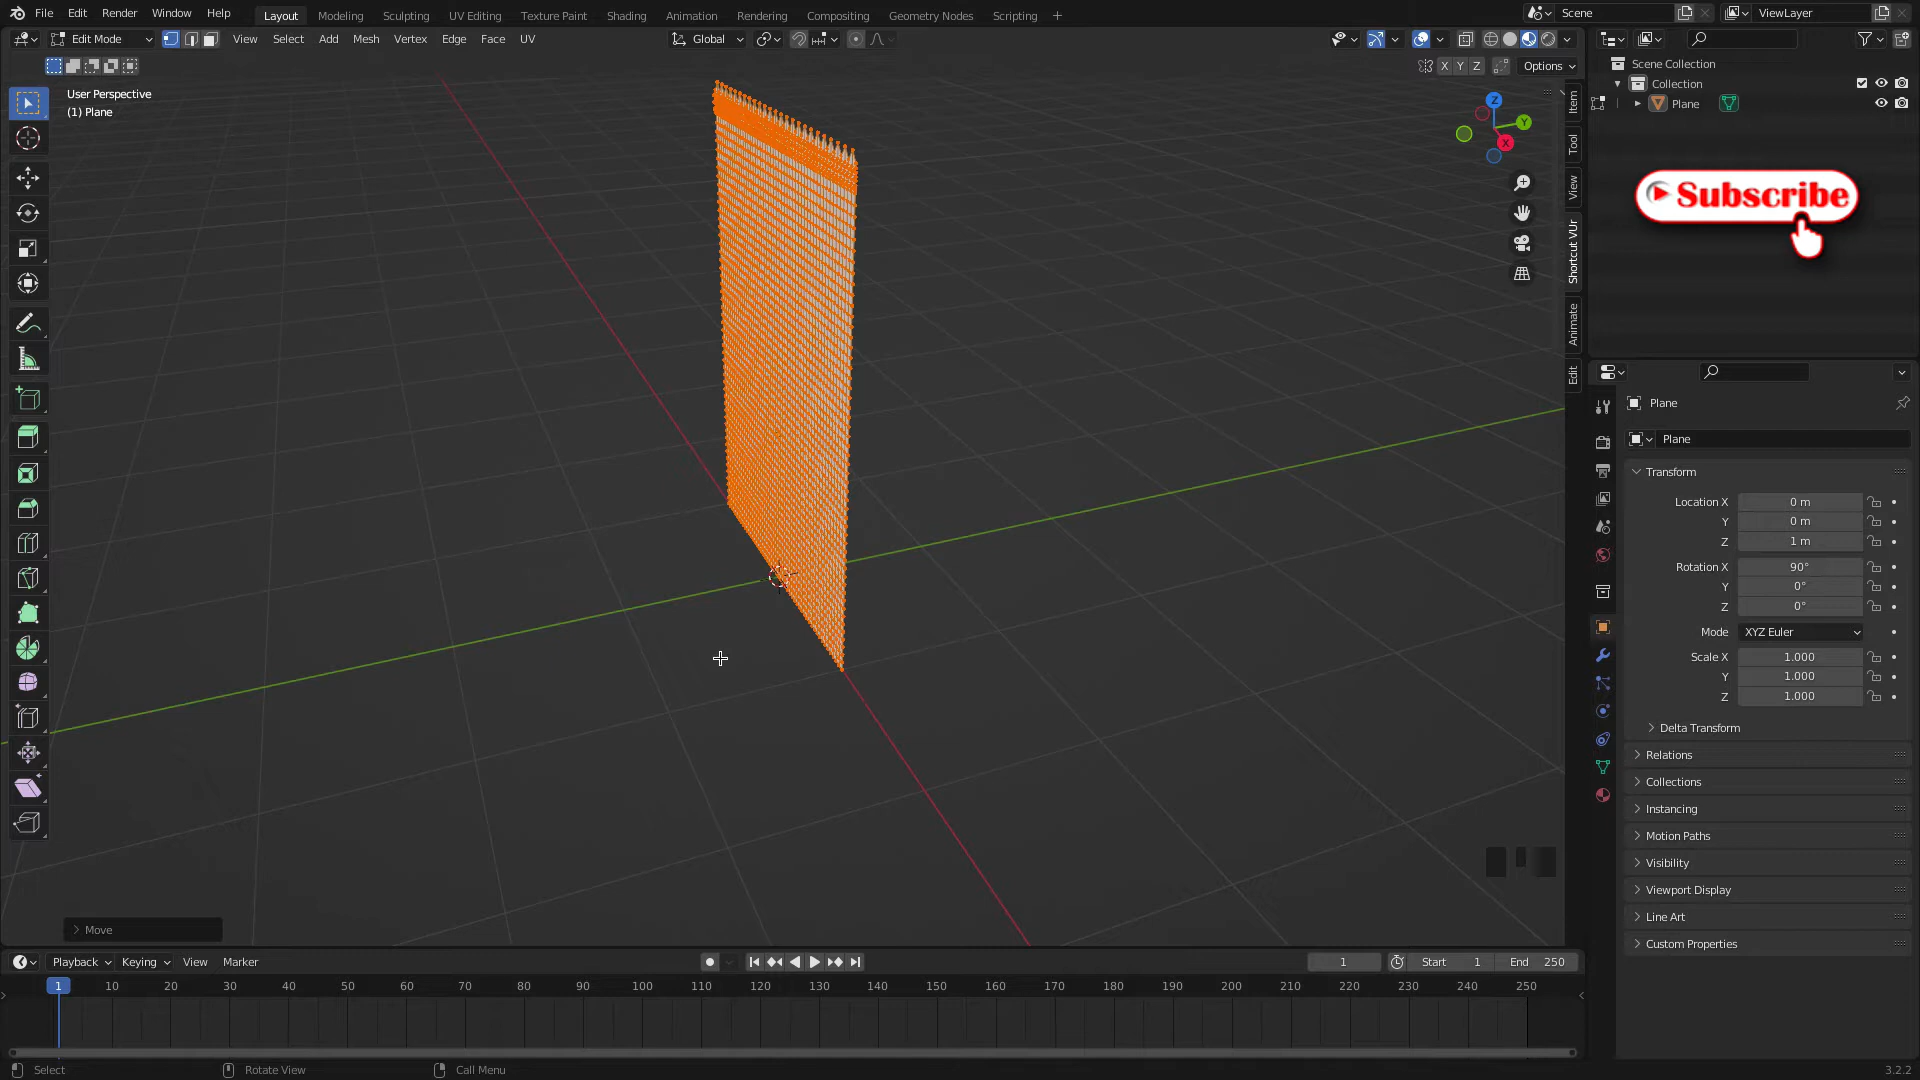 File Edit Render Window Help Layout Modeling Sculpting UV Editing Texture Paint Shading Animation Rendering Compositing Geometry Nodes Scripting + Scene ViewLayer
Edit Mode View Select Add Mesh Vertex Edge Face UV Global
X Y Z Options
User Perspective
(1) Plane
Z
Y
X
Item
Tool
View
Shortcut VUr
Animate
Edit
Scene Collection
Collection
Plane
Subscribe
Plane
Plane
Transform
Location X 0 m
Y 0 m
Z 1 m
Rotation X 90°
Y 0°
Z 0°
Mode XYZ Euler
Scale X 1.000
Y 1.000
Z 1.000
Delta Transform
Relations
Collections
Instancing
Motion Paths
Visibility
Viewport Display
Line Art
Custom Properties
Move
Playback Keying View Marker 1 Start 1 End 250
1 10 20 30 40 50 60 70 80 90 100 110 120 130 140 150 160 170 180 190 200 210 220 230 240 250
Select Rotate View Call Menu 3.2.2